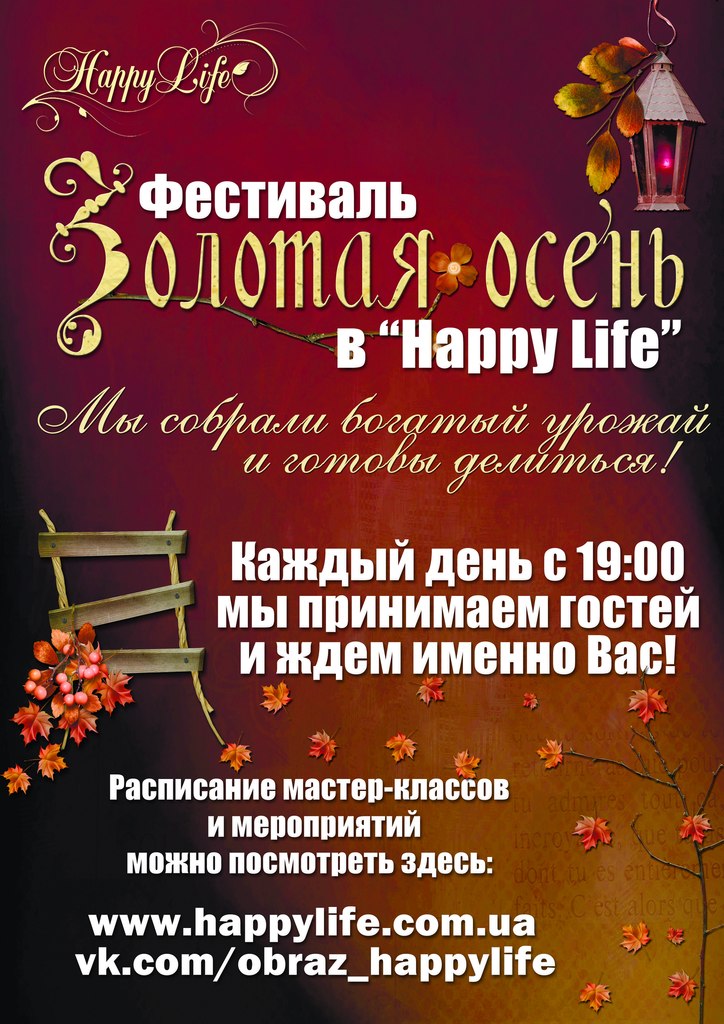 Happy Life
Фестиваль
Золотая осень
в “Happy Life”
Мы собрали богатый урожай
и готовы делиться!
Каждый день с 19:00
мы принимаем гостей
и ждем именно Вас!
Расписание мастер-классов
и мероприятий
можно посмотреть здесь:
www.happylife.com.ua
vk.com/obraz_happylife